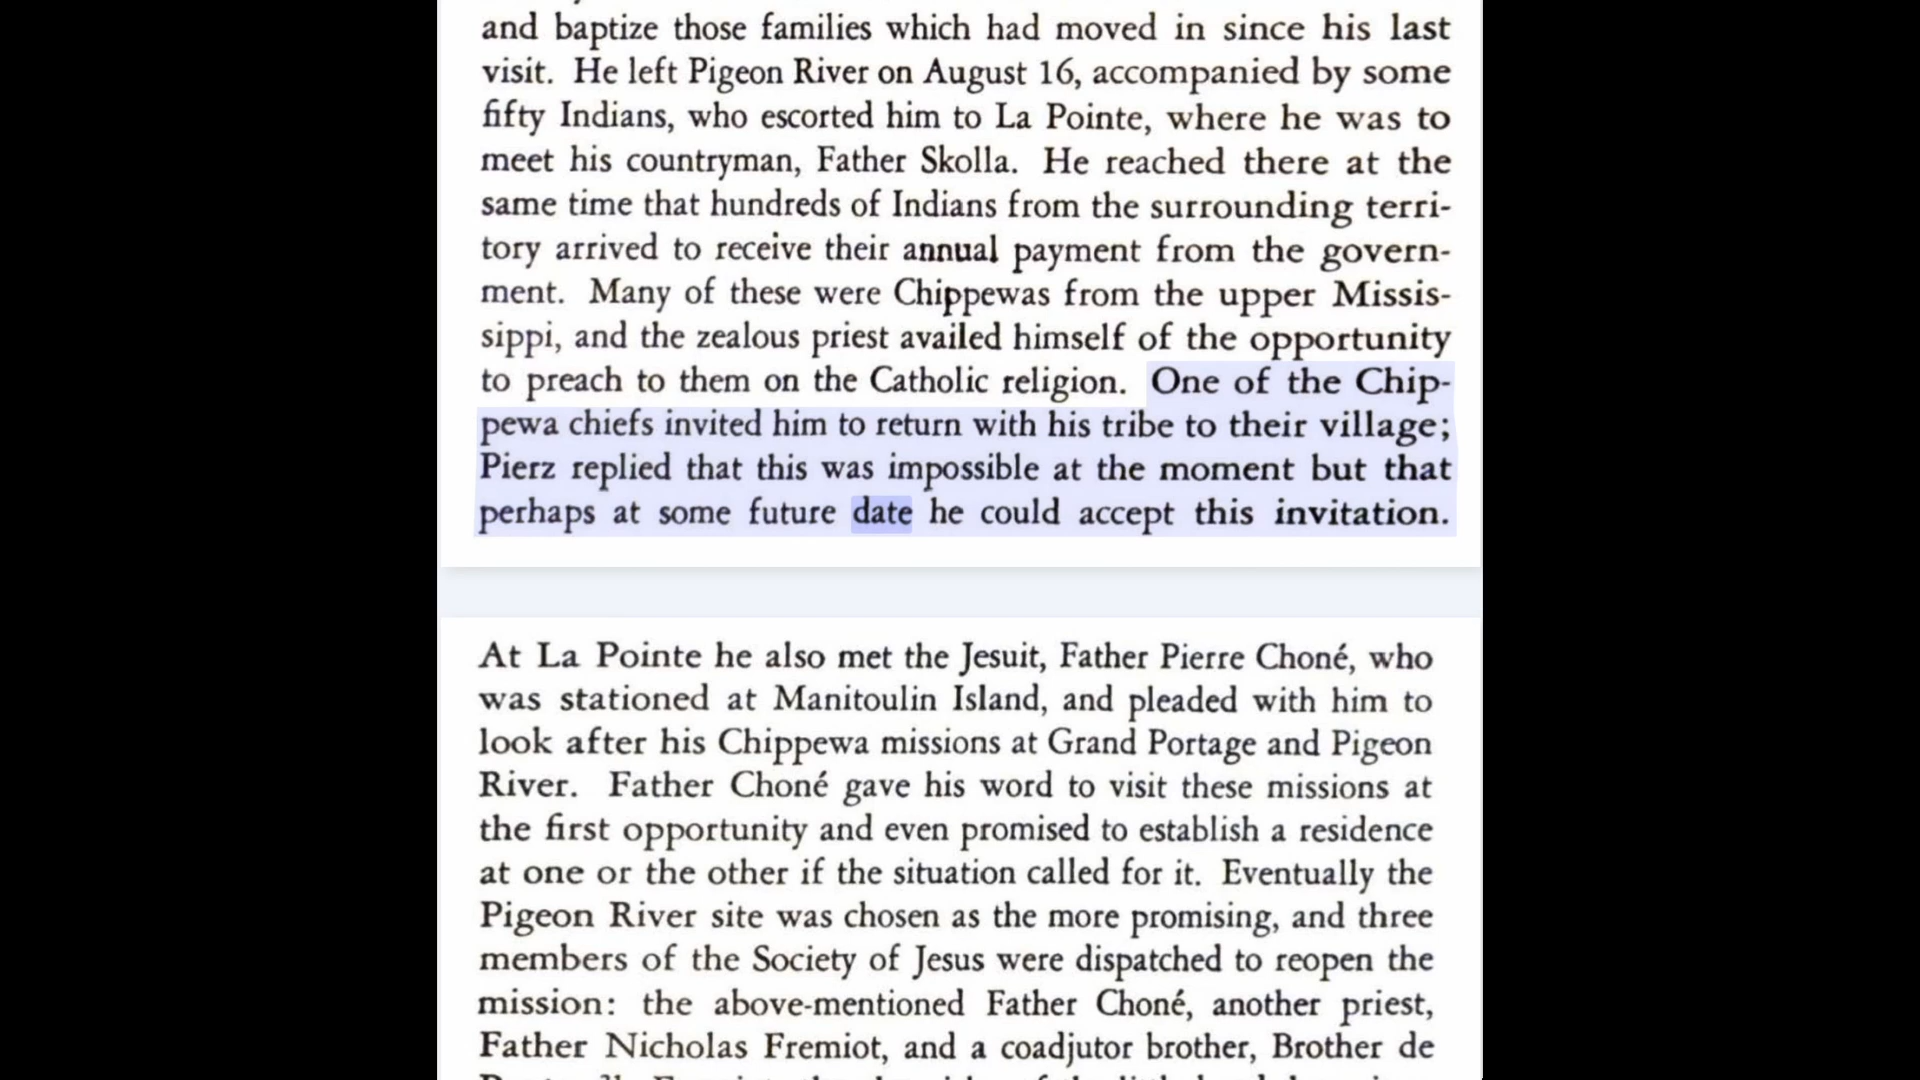 and baptize those families which had moved in since his last
visit. He left Pigeon River on August 16, accompanied by some
fifty Indians, who escorted him to La Pointe, where he was to
meet his countryman, Father Skolla. He reached there at the
same time that hundreds of Indians from the surrounding terri-
tory arrived to receive their annual payment from the govern-
ment. Many of these were Chippewas from the upper Missis-
sippi, and the zealous priest availed himself of the opportunity
to preach to them on the Catholic religion. One of the Chip-
pewa chiefs invited him to return with his tribe to their village;
Pierz replied that this was impossible at the moment but that
perhaps at some future date he could accept this invitation.
At La Pointe he also met the Jesuit, Father Pierre Choné, who
was stationed at Manitoulin Island, and pleaded with him to
look after his Chippewa missions at Grand Portage and Pigeon
River. Father Choné gave his word to visit these missions at
the first opportunity and even promised to establish a residence
at one or the other if the situation called for it. Eventually the
Pigeon River site was chosen as the more promising, and three
members of the Society of Jesus were dispatched to reopen the
mission: the above-mentioned Father Choné, another priest,
Father Nicholas Fremiot, and a coadjutor brother, Brother de